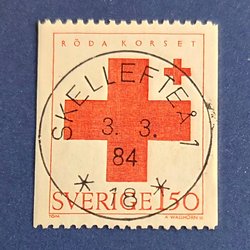 RÖDA KORSET
SKELLEFTEÅ 1
3. 3.
84
* 18 *
SVERIGE 150